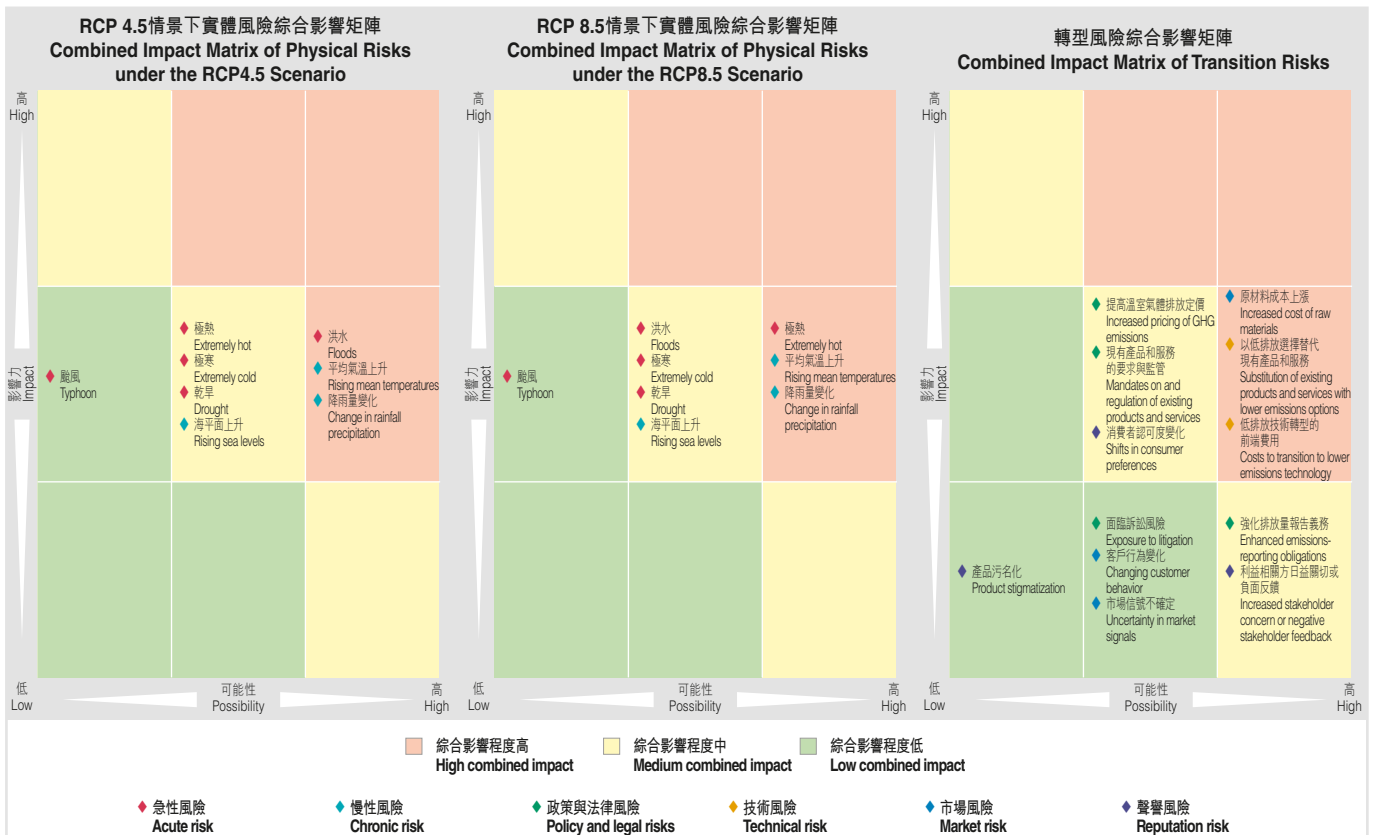 RCP 4.5情景下實體風險綜合影響矩陣
Combined Impact Matrix of Physical Risks
under the RCP4.5 Scenario
高
High
影響力
Impact
颱風
Typhoon
極熱
Extremely hot
極寒
Extremely cold
乾旱
Drought
海平面上升
Rising sea levels
洪水
Floods
平均氣溫上升
Rising mean temperatures
降雨量變化
Change in rainfall
precipitation
低
Low
可能性
Possibility
高
High
RCP 8.5情景下實體風險綜合影響矩陣
Combined Impact Matrix of Physical Risks
under the RCP8.5 Scenario
高
High
影響力
Impact
颱風
Typhoon
洪水
Floods
極寒
Extremely cold
乾旱
Drought
海平面上升
Rising sea levels
極熱
Extremely hot
平均氣溫上升
Rising mean temperatures
降雨量變化
Change in rainfall
precipitation
低
Low
可能性
Possibility
高
High
轉型風險綜合影響矩陣
Combined Impact Matrix of Transition Risks
高
High
影響力
Impact
提高溫室氣體排放定價
Increased pricing of GHG
emissions
現有產品和服務
的要求與監管
Mandates on and
regulation of existing
products and services
消費者認可度變化
Shifts in consumer
preferences
原材料成本上漲
Increased cost of raw
materials
以低排放選擇替代
現有產品和服務
Substitution of existing
products and services with
lower emissions options
低排放技術轉型的
前端費用
Costs to transition to lower
emissions technology
產品污名化
Product stigmatization
面臨訴訟風險
Exposure to litigation
客戶行為變化
Changing customer
behavior
市場信號不確定
Uncertainty in market
signals
強化排放量報告義務
Enhanced emissions-
reporting obligations
利益相關方日益關切或
負面反饋
Increased stakeholder
concern or negative
stakeholder feedback
低
Low
可能性
Possibility
高
High
綜合影響程度高
High combined impact
綜合影響程度中
Medium combined impact
綜合影響程度低
Low combined impact
急性風險
Acute risk
慢性風險
Chronic risk
政策與法律風險
Policy and legal risks
技術風險
Technical risk
市場風險
Market risk
聲譽風險
Reputation risk